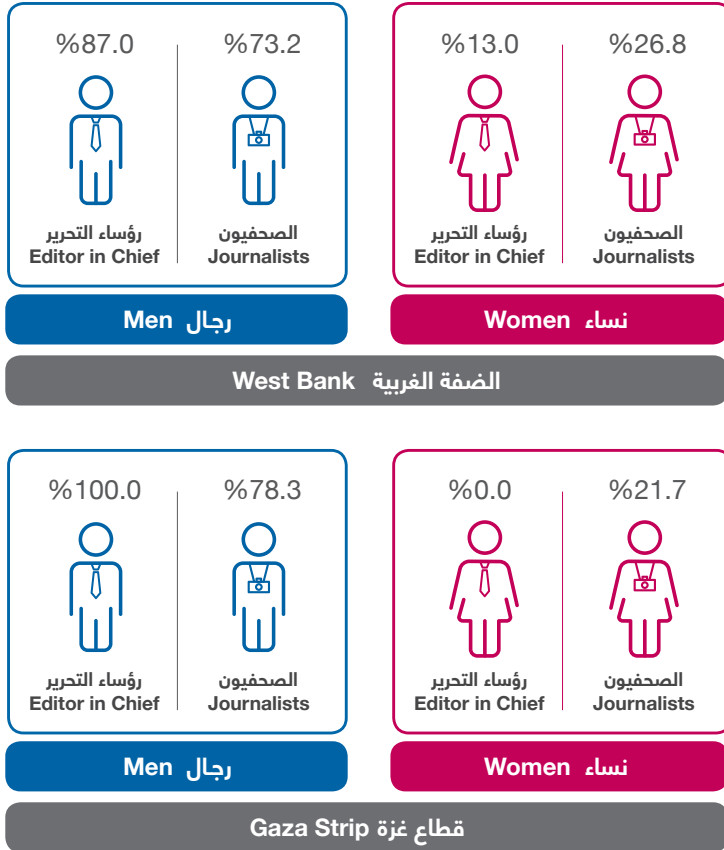 %87.0
%73.2
رؤساء التحرير
Editor in Chief
الصحفيون
Journalists
رجال Men
%13.0
%26.8
رؤساء التحرير
Editor in Chief
الصحفيون
Journalists
نساء Women
الضفة الغربية West Bank
%100.0
%78.3
رؤساء التحرير
Editor in Chief
الصحفيون
Journalists
رجال Men
%0.0
%21.7
رؤساء التحرير
Editor in Chief
الصحفيون
Journalists
نساء Women
قطاع غزة Gaza Strip